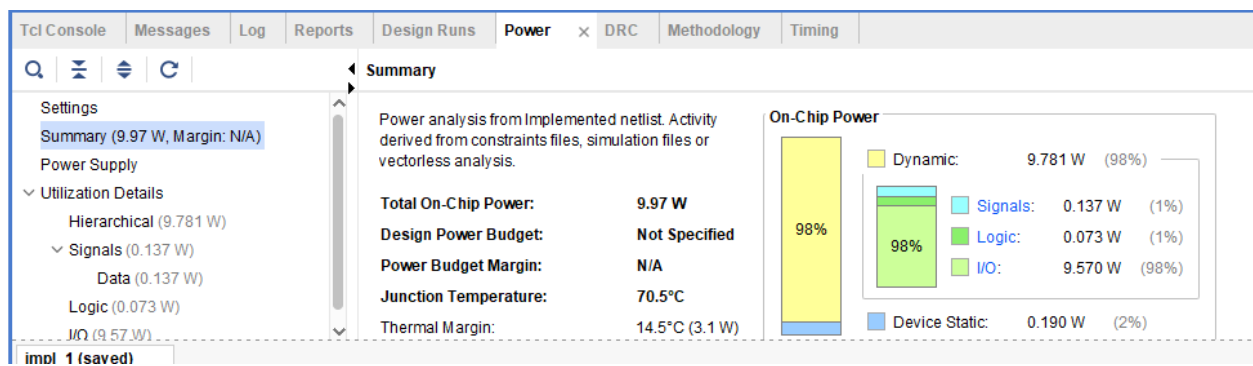 Tcl Console Messages Log Reports Design Runs Power × DRC Methodology Timing
Summary
Settings
Summary (9.97 W, Margin: N/A)
Power Supply
Utilization Details
Hierarchical (9.781 W)
Signals (0.137 W)
Data (0.137 W)
Logic (0.073 W)
I/O (9.57 W)
Power analysis from Implemented netlist. Activity
derived from constraints files, simulation files or
vectorless analysis.
Total On-Chip Power: 9.97 W
Design Power Budget: Not Specified
Power Budget Margin: N/A
Junction Temperature: 70.5°C
Thermal Margin: 14.5°C (3.1 W)
On-Chip Power
98%
Dynamic: 9.781 W (98%)
98%
Signals: 0.137 W (1%)
Logic: 0.073 W (1%)
I/O: 9.570 W (98%)
Device Static: 0.190 W (2%)
impl_1 (saved)